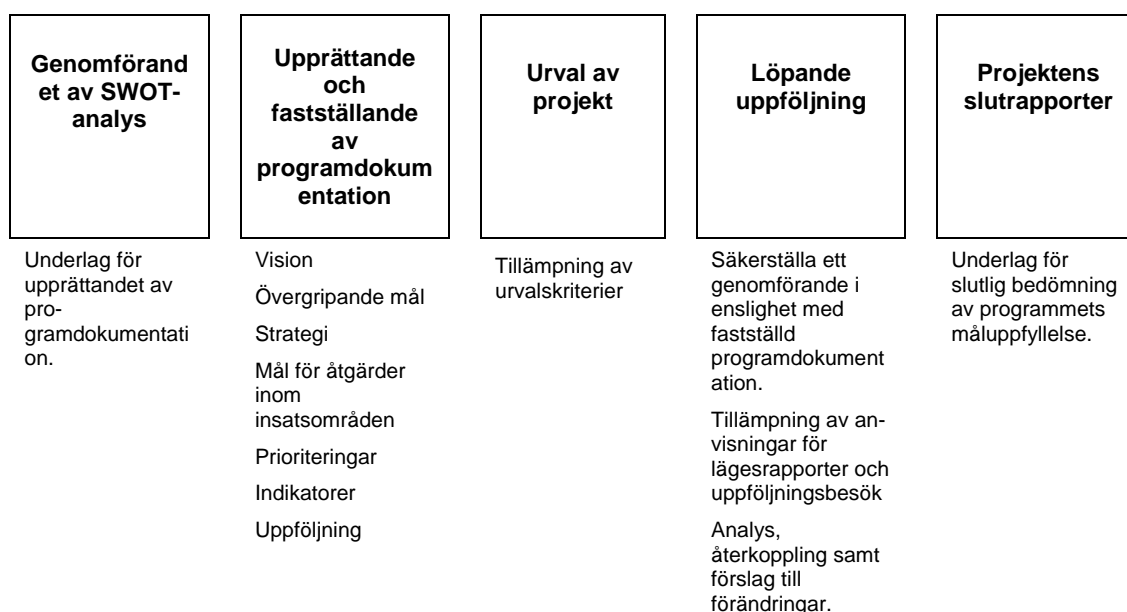 Genomförand
et av SWOT-
analys
Upprättande
och
fastställande
av
programdokum
entation
Urval av
projekt
Löpande
uppföljning
Projektens
slutrapporter
Underlag för
upprättandet av
pro-
gramdokumentati
on.
Vision
Övergripande mål
Strategi
Mål för åtgärder
inom
insatsområden
Prioriteringar
Indikatorer
Uppföljning
Tillämpning av
urvalskriterier
Säkerställa ett
genomförande i
enslighet med
fastställd
programdokument
ation.
Tillämpning av an-
visningar för
lägesrapporter och
uppföljningsbesök
Analys,
återkoppling samt
förslag till
förändringar.
Underlag för
slutlig bedömning
av programmets
måluppfyllelse.